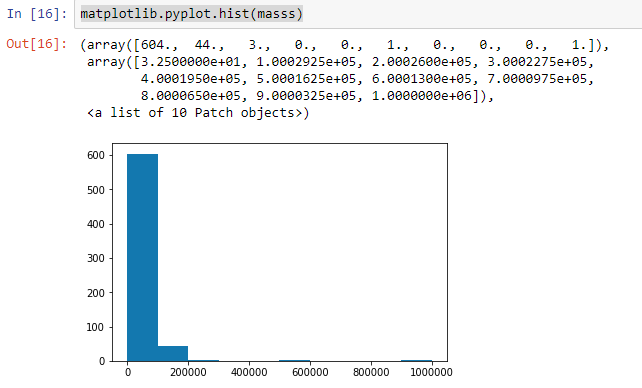 In [16]: matplotlib.pyplot.hist(masss)
Out[16]: (array([604., 44., 3., 0., 0., 1., 0., 0., 0., 1.]),
array([3.2500000e+01, 1.0002925e+05, 2.0002600e+05, 3.0002275e+05,
4.0001950e+05, 5.0001625e+05, 6.0001300e+05, 7.0000975e+05,
8.0000650e+05, 9.0000325e+05, 1.0000000e+06]),
<a list of 10 Patch objects>)
600
500
400
300
200
100
0
0 200000 400000 600000 800000 1000000